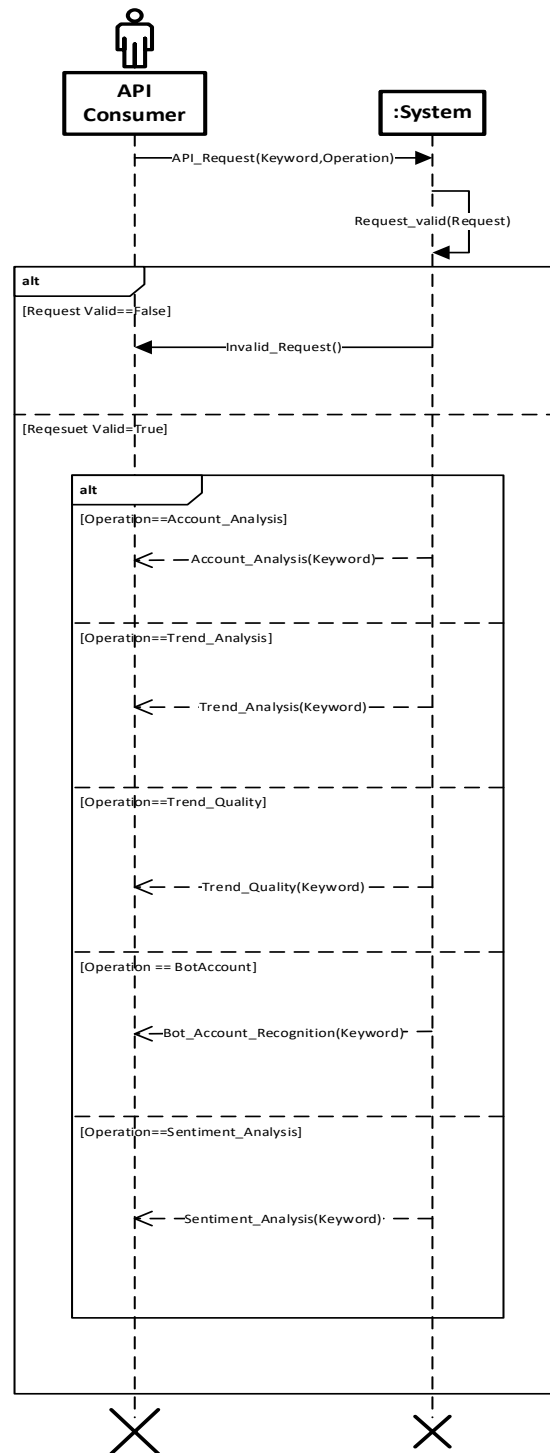 API
Consumer
:System
API_Request(Keyword,Operation)
Request_valid(Request)
alt
[Request Valid==False]
Invalid_Request()
[Reqesuet Valid=True]
alt
[Operation==Account_Analysis]
Account_Analysis(Keyword)
[Operation==Trend_Analysis]
Trend_Analysis(Keyword)
[Operation==Trend_Quality]
Trend_Quality(Keyword)
[Operation == BotAccount]
Bot_Account_Recognition(Keyword)
[Operation==Sentiment_Analysis]
Sentiment_Analysis(Keyword)